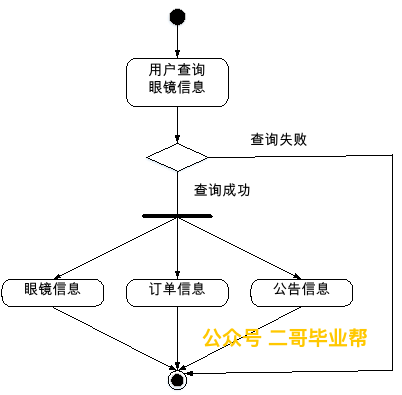 用户查询
眼镜信息
查询失败
查询成功
眼镜信息
订单信息
公告信息
公众号 二哥毕业帮